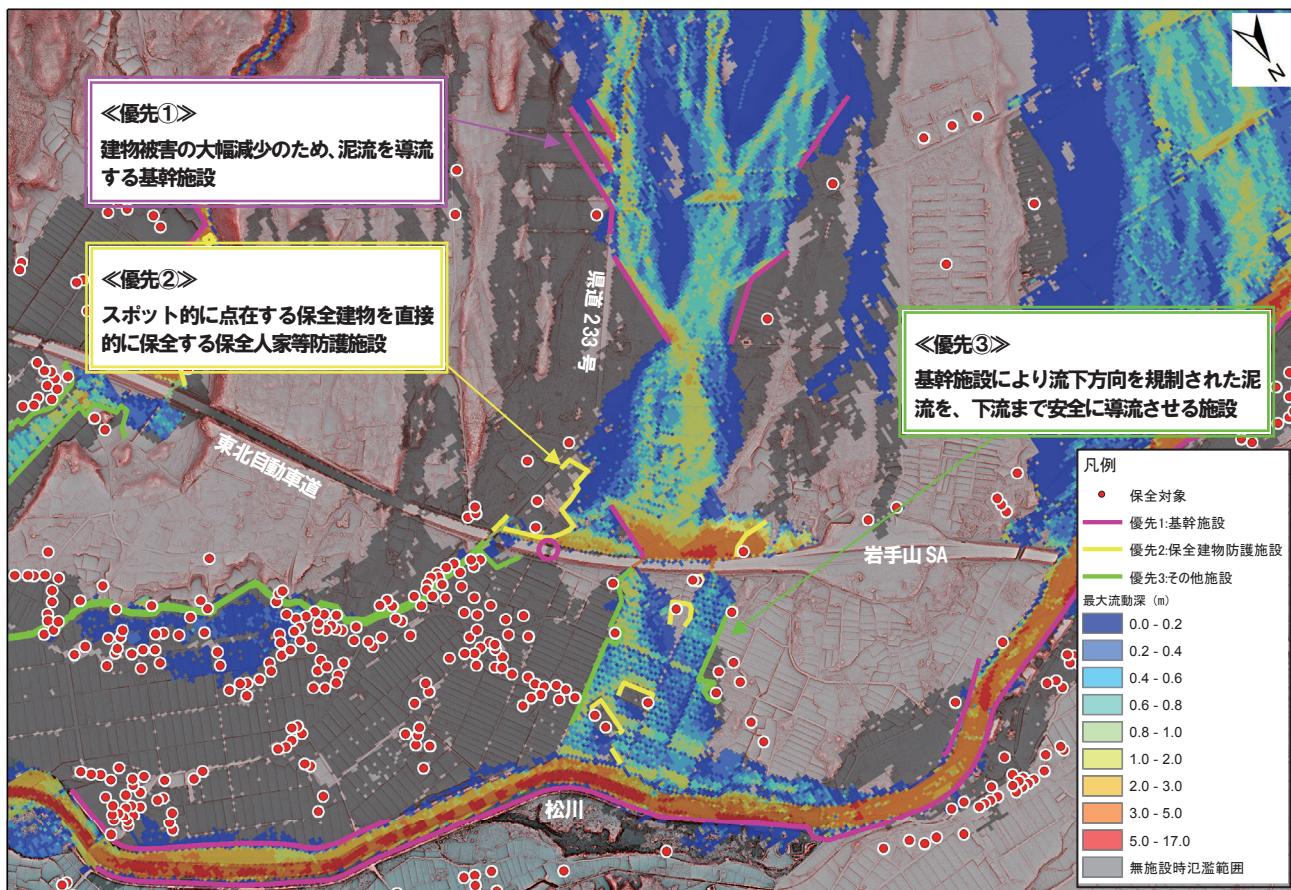 ≪優先①≫
建物被害の大幅減少のため、泥流を導流
する基幹施設
≪優先②≫
スポット的に点在する保全建物を直接
的に保全する保全人家等防護施設
≪優先③≫
基幹施設により流下方向を規制された泥
流を、下流まで安全に導流させる施設
県道 233 号
東北自動車道
岩手山 SA
松川
N
凡例
保全対象
優先1:基幹施設
優先2:保全建物防護施設
優先3:その他施設
最大流動深（m）
0.0 - 0.2
0.2 - 0.4
0.4 - 0.6
0.6 - 0.8
0.8 - 1.0
1.0 - 2.0
2.0 - 3.0
3.0 - 5.0
5.0 - 17.0
無施設時氾濫範囲